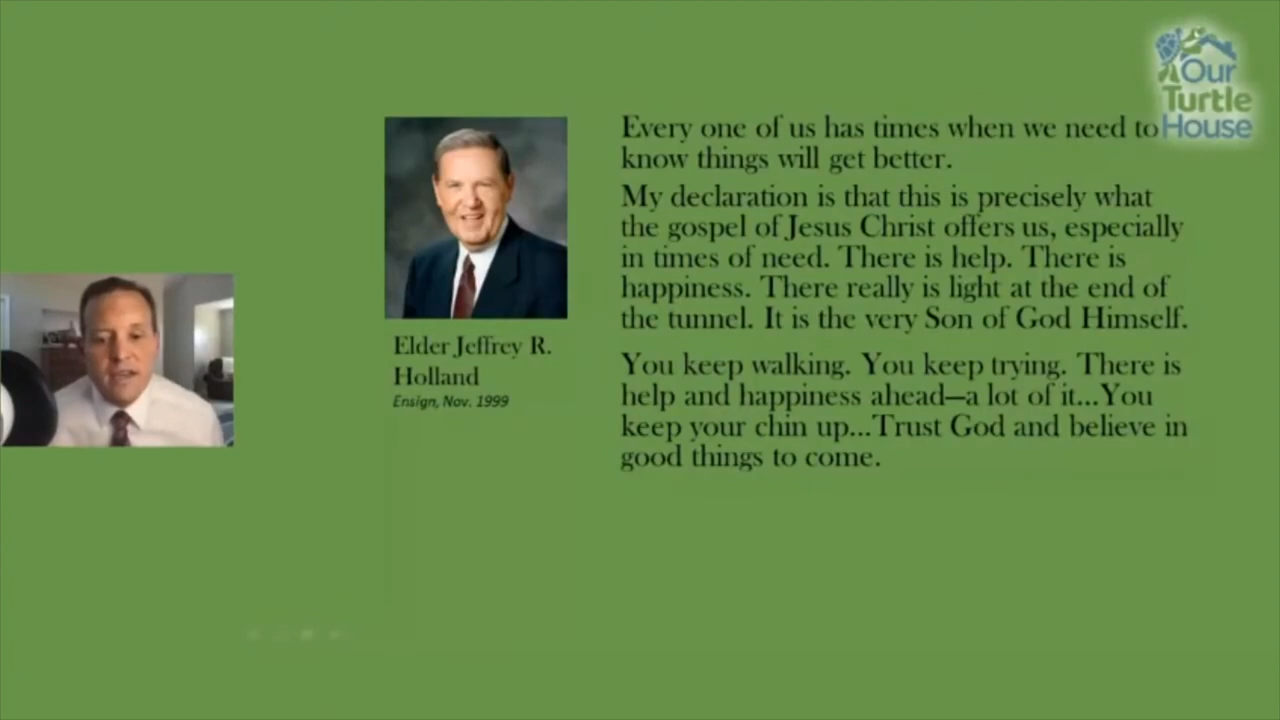 Our
Turtle
House
Every one of us has times when we need to
know things will get better.
My declaration is that this is precisely what
the gospel of Jesus Christ offers us, especially
in times of need. There is help. There is
happiness. There really is light at the end of
the tunnel. It is the very Son of God Himself.
You keep walking. You keep trying. There is
help and happiness ahead—a lot of it...You
keep your chin up...Trust God and believe in
good things to come.
Elder Jeffrey R.
Holland
Ensign, Nov. 1999